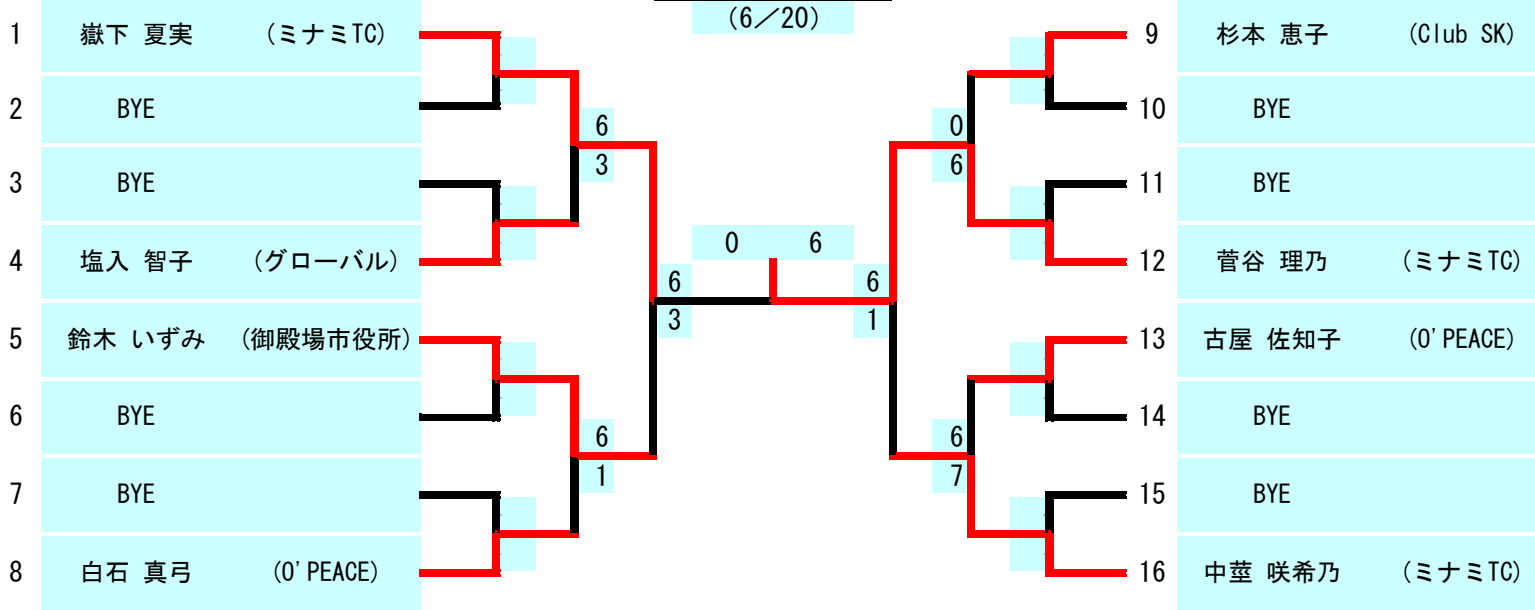 (6／20)
1 嶽下 夏実 (ミナミTC)
2 BYE
3 BYE
4 塩入 智子 (グローバル)
5 鈴木 いずみ (御殿場市役所)
6 BYE
7 BYE
8 白石 真弓 (O'PEACE)
6
3
6
1
6
3
0 6
6
1
0
6
6
7
9 杉本 恵子 (Club SK)
10 BYE
11 BYE
12 菅谷 理乃 (ミナミTC)
13 古屋 佐知子 (O'PEACE)
14 BYE
15 BYE
16 中莖 咲希乃 (ミナミTC)